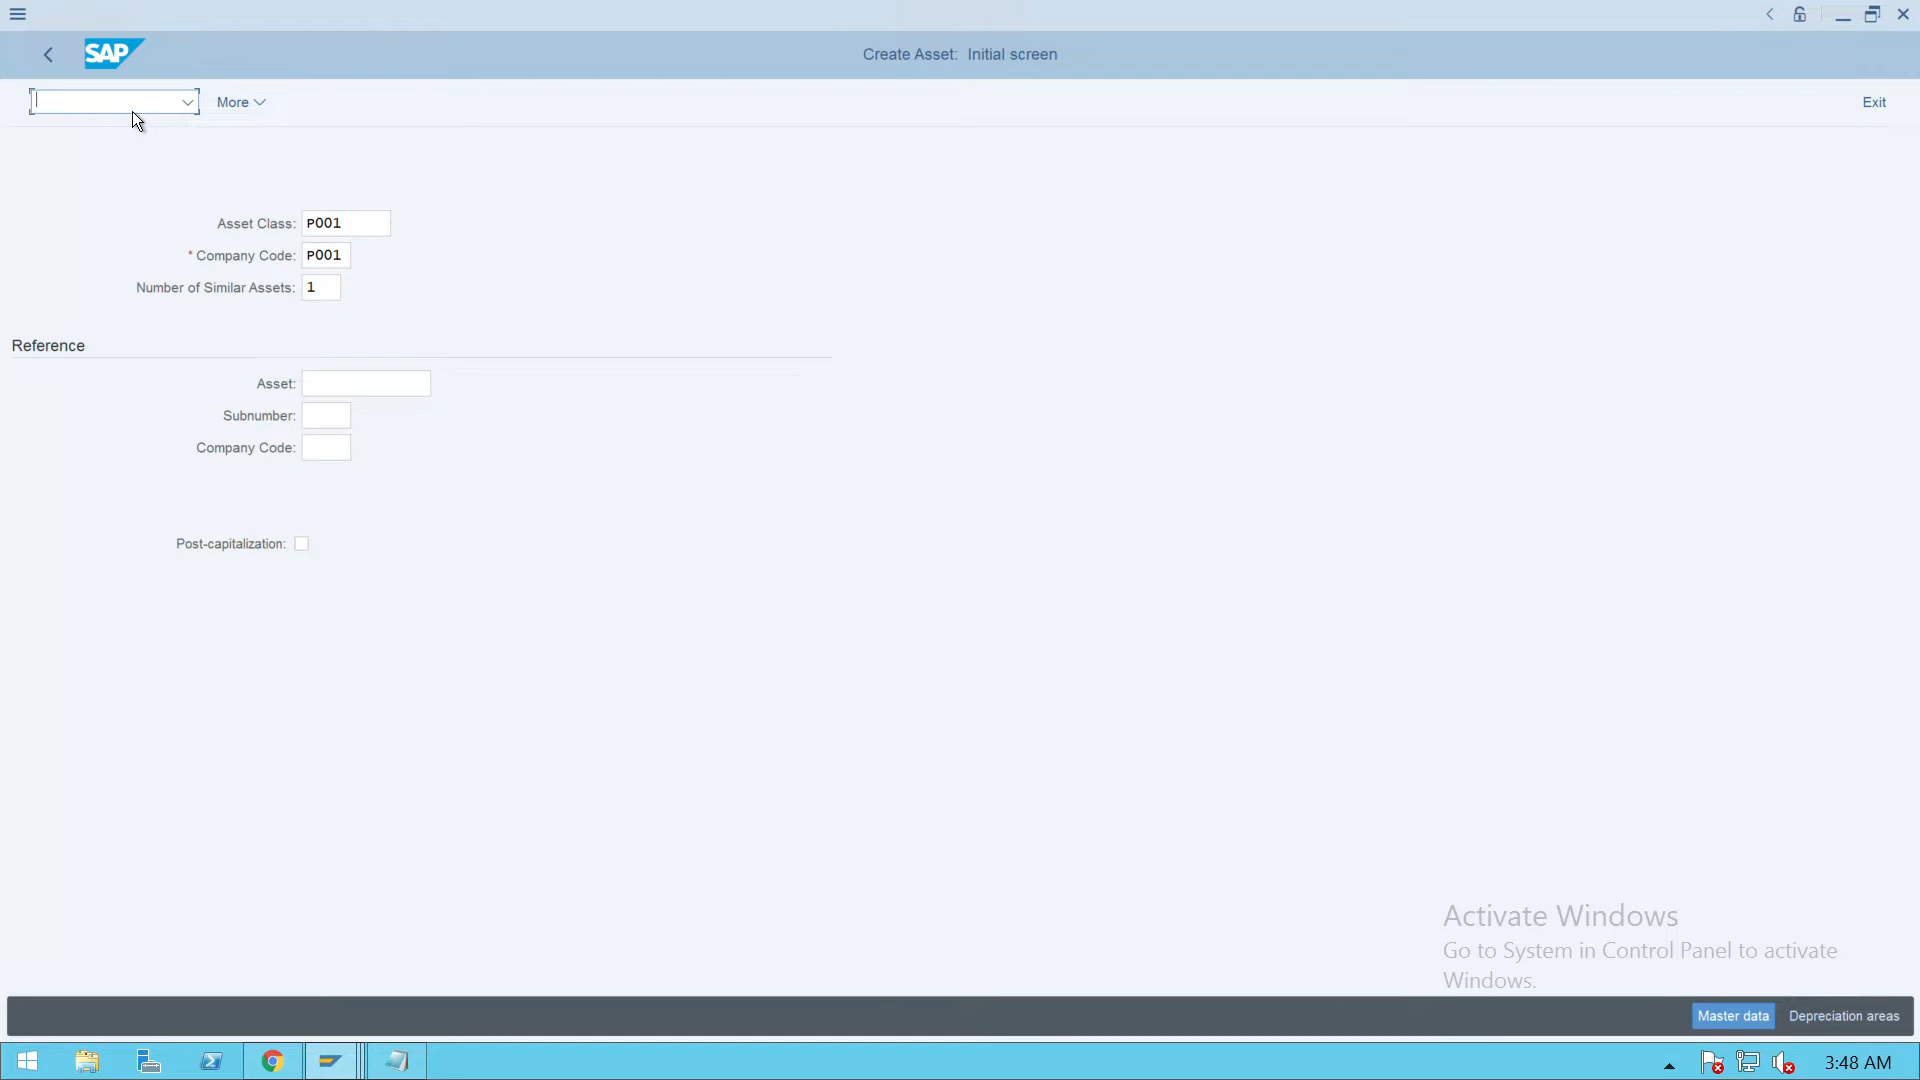 SAP
Create Asset: Initial screen
More
Exit
Asset Class: P001
* Company Code: P001
Number of Similar Assets: 1
Reference
Asset:
Subnumber:
Company Code:
Post-capitalization:
Activate Windows
Go to System in Control Panel to activate
Windows.
Master data Depreciation areas
3:48 AM